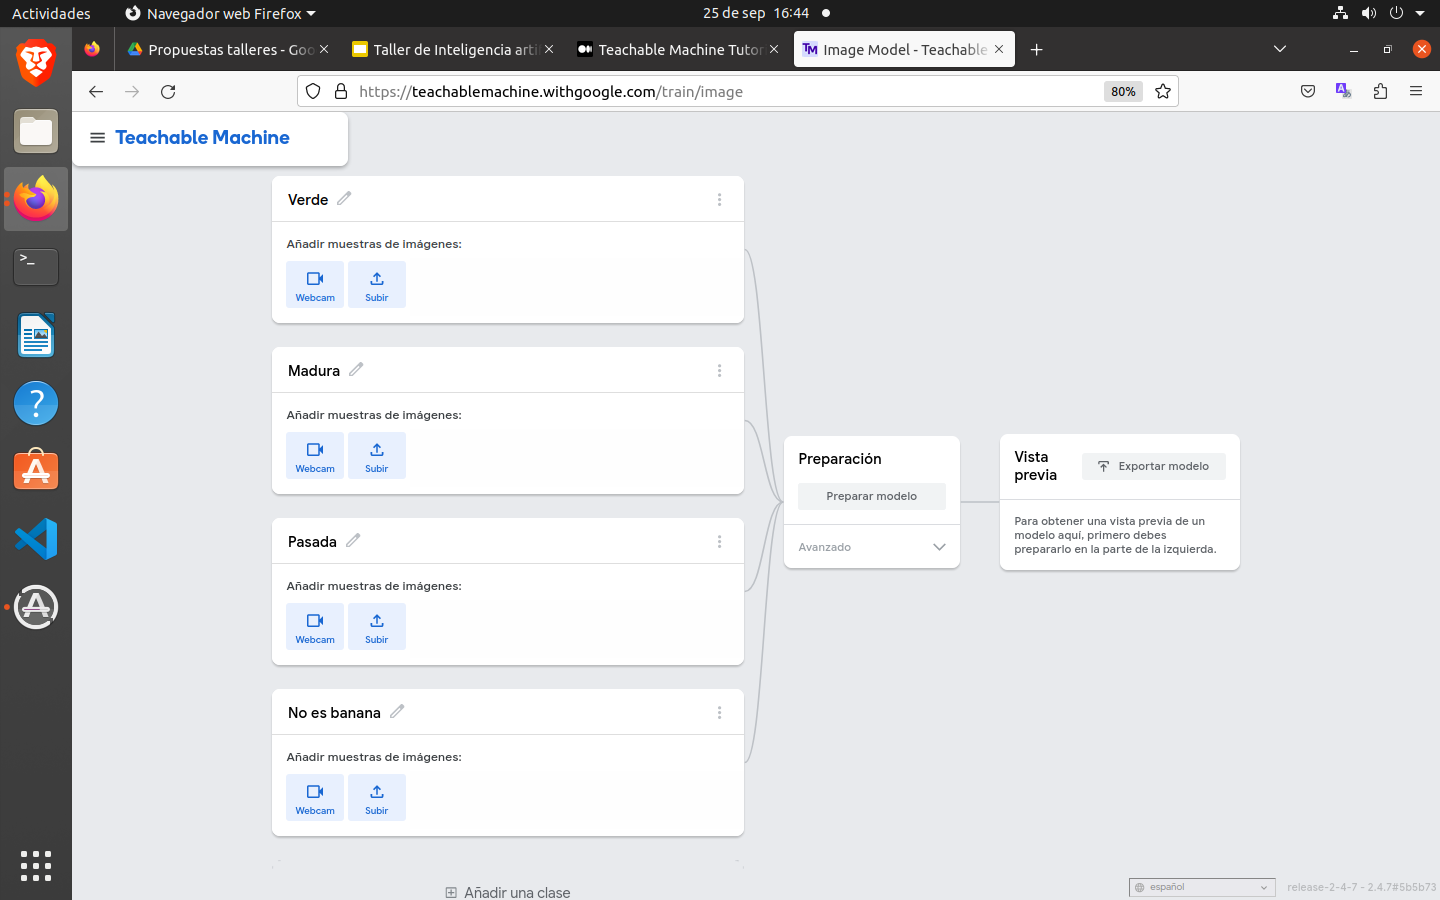 Actividades
Navegador web Firefox
25 de sep 16:44
Propuestas talleres - Goo
Taller de Inteligencia arti
Teachable Machine Tutor
Image Model - Teachable
https://teachablemachine.withgoogle.com/train/image
80%
Teachable Machine
Verde
Añadir muestras de imágenes:
Webcam
Subir
Madura
Añadir muestras de imágenes:
Webcam
Subir
Pasada
Añadir muestras de imágenes:
Webcam
Subir
No es banana
Añadir muestras de imágenes:
Webcam
Subir
Añadir una clase
Preparación
Preparar modelo
Avanzado
Vista
previa
Exportar modelo
Para obtener una vista previa de un
modelo aquí, primero debes
prepararlo en la parte de la izquierda.
español
release-2-4-7 - 2.4.7#5b5b73